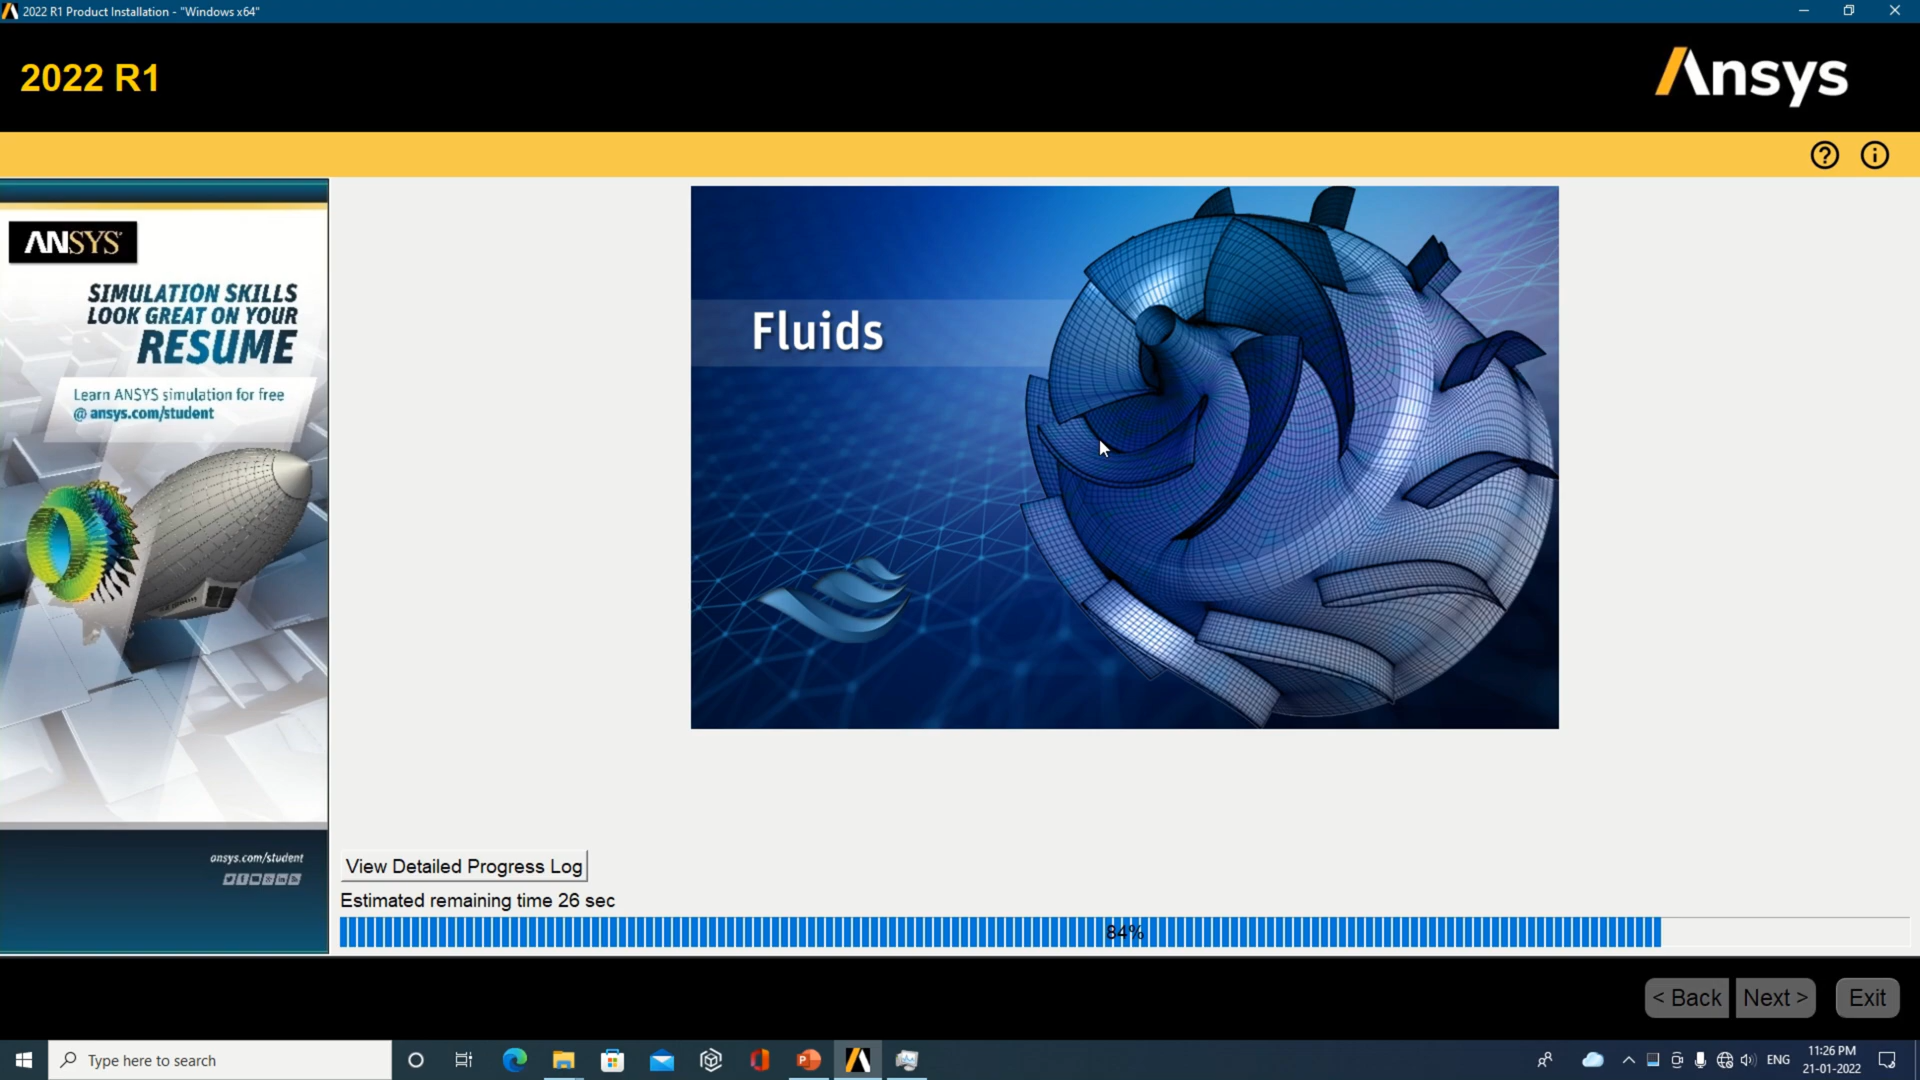 2022 R1 Product Installation - "Windows x64"
2022 R1
Ansys
ANSYS
SIMULATION SKILLS
LOOK GREAT ON YOUR
RESUME
Learn ANSYS simulation for free
@ ansys.com/student
ansys.com/student
Fluids
View Detailed Progress Log
Estimated remaining time 26 sec
84%
< Back
Next >
Exit
Type here to search
ENG
11:26 PM
21-01-2022